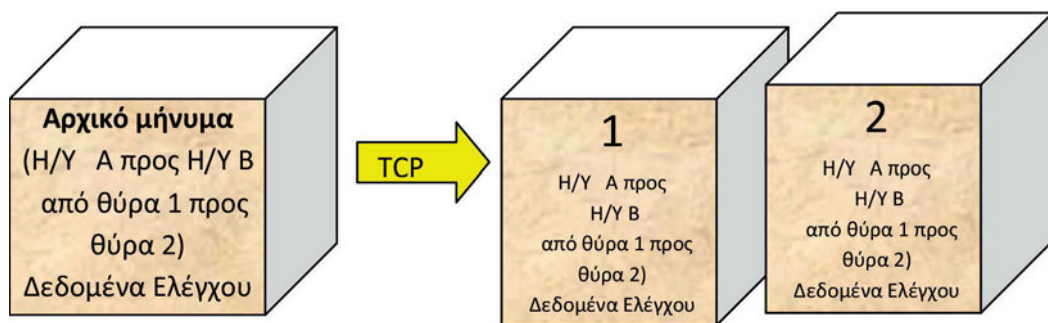 Αρχικό μήνυμα
(Η/Υ Α προς Η/Υ Β
από θύρα 1 προς
θύρα 2)
Δεδομένα Ελέγχου
TCP
1
Η/Υ Α προς
Η/Υ Β
από θύρα 1 προς
θύρα 2)
Δεδομένα Ελέγχου
2
Η/Υ Α προς
Η/Υ Β
από θύρα 1 προς
θύρα 2)
Δεδομένα Ελέγχου